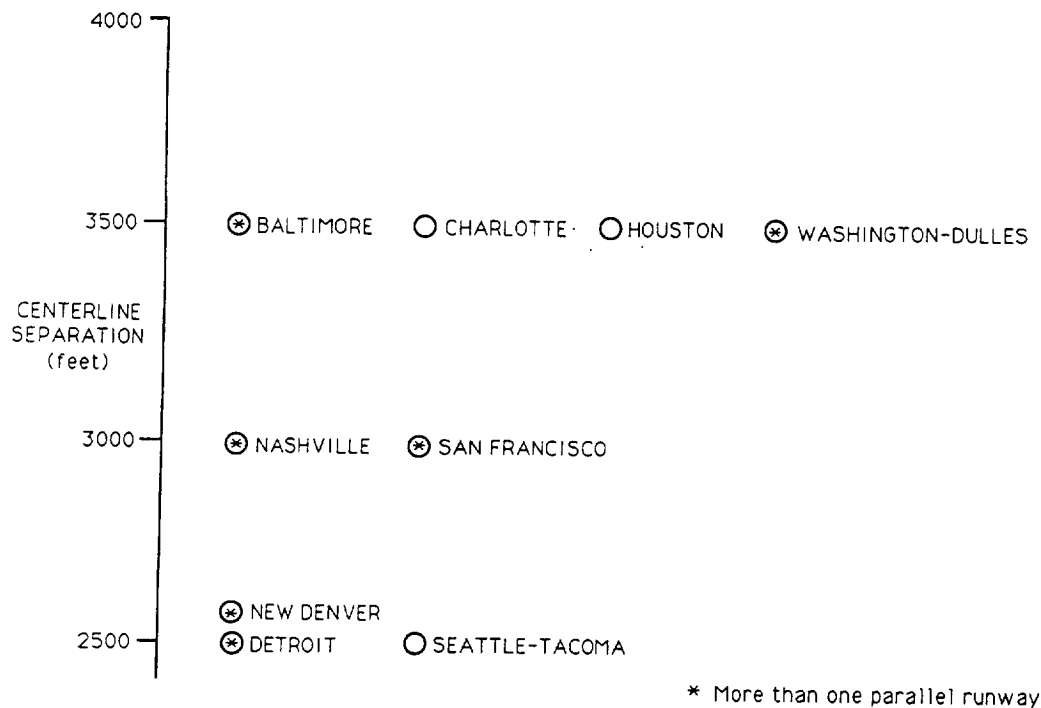 4000
3500
BALTIMORE
CHARLOTTE
HOUSTON
WASHINGTON-DULLES
CENTERLINE
SEPARATION
(feet)
3000
NASHVILLE
SAN FRANCISCO
NEW DENVER
2500
DETROIT
SEATTLE-TACOMA
* More than one parallel runway